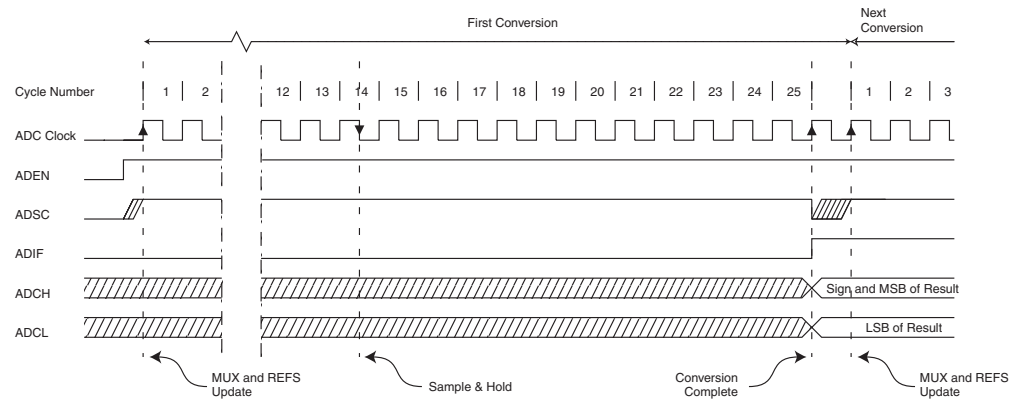 First Conversion
Next
Conversion
Cycle Number 1 2 12 13 14 15 16 17 18 19 20 21 22 23 24 25 1 2 3
ADC Clock
ADEN
ADSC
ADIF
ADCH
Sign and MSB of Result
ADCL
LSB of Result
MUX and REFS
Update
Sample & Hold
Conversion
Complete
MUX and REFS
Update